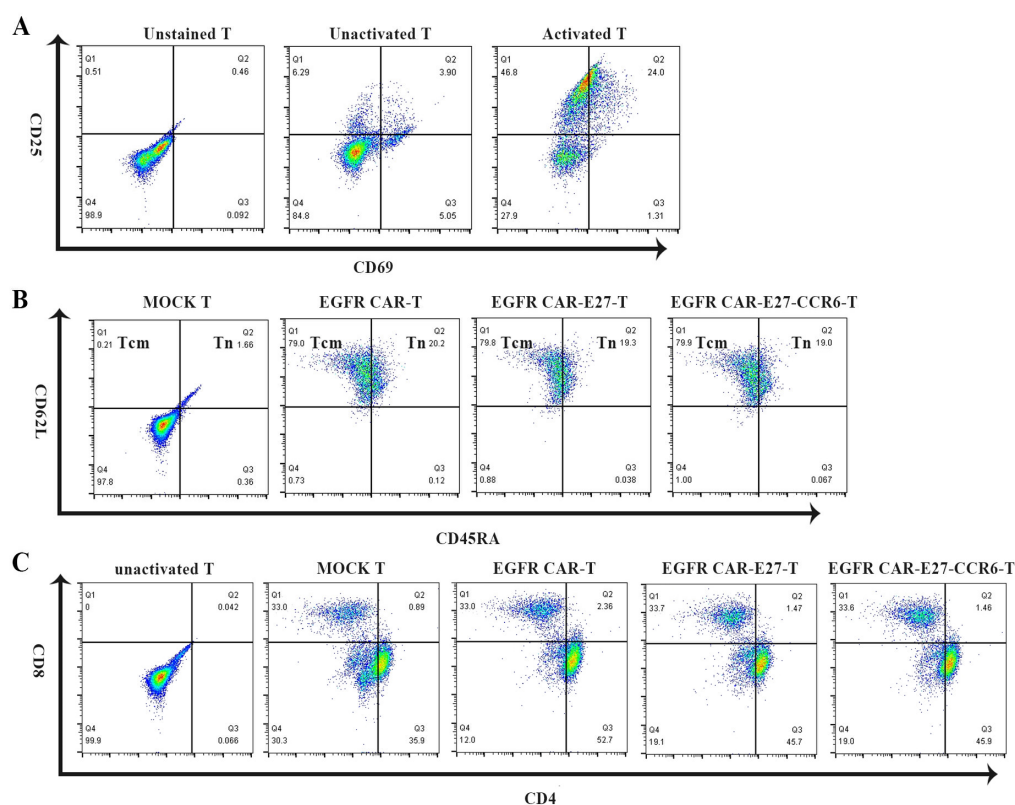 A
Unstained T
Unactivated T
Activated T
Q1
0.51
Q2
0.46
Q4
98.9
Q3
0.092
Q1
6.29
Q2
3.90
Q4
84.8
Q3
5.05
Q1
46.8
Q2
24.0
Q4
27.9
Q3
1.31
CD25
CD69
B
MOCK T
EGFR CAR-T
EGFR CAR-E27-T
EGFR CAR-E27-CCR6-T
Q1
0.21 Tcm
Q2
Tn 1.66
Q4
97.8
Q3
0.36
Q1
79.0 Tcm
Q2
Tn 20.2
Q4
0.73
Q3
0.12
Q1
79.8 Tcm
Q2
Tn 19.3
Q4
0.88
Q3
0.038
Q1
79.9 Tcm
Q2
Tn 19.0
Q4
1.00
Q3
0.067
CD62L
CD45RA
C
unactivated T
MOCK T
EGFR CAR-T
EGFR CAR-E27-T
EGFR CAR-E27-CCR6-T
Q1
0
Q2
0.042
Q4
99.9
Q3
0.066
Q1
33.0
Q2
0.89
Q4
30.3
Q3
35.9
Q1
33.0
Q2
2.36
Q4
12.0
Q3
52.7
Q1
33.7
Q2
1.47
Q4
19.1
Q3
45.7
Q1
33.6
Q2
1.46
Q4
19.0
Q3
45.9
CD8
CD4